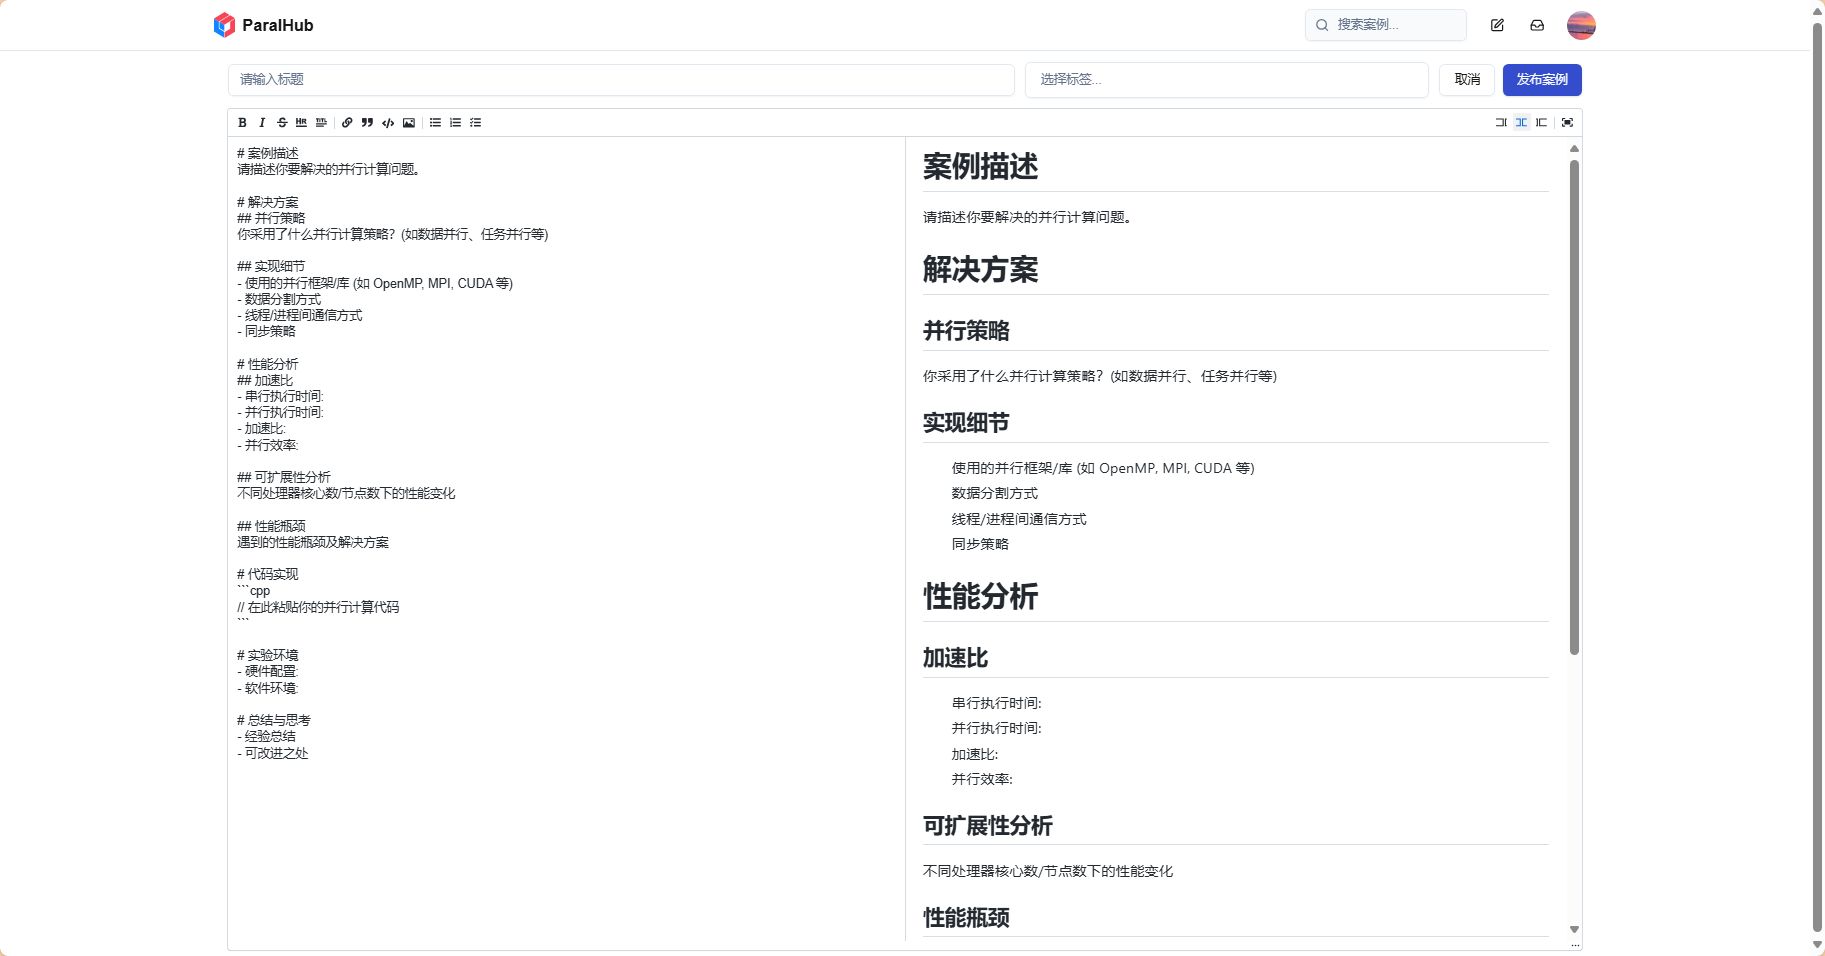 ParalHub
搜索案例...
请输入标题
选择标签...
取消
发布案例
# 案例描述
请描述你要解决的并行计算问题。
# 解决方案
## 并行策略
你采用了什么并行计算策略？(如数据并行、任务并行等)
## 实现细节
- 使用的并行框架/库 (如 OpenMP, MPI, CUDA 等)
- 数据分割方式
- 线程/进程间通信方式
- 同步策略
# 性能分析
## 加速比
- 串行执行时间:
- 并行执行时间:
- 加速比:
- 并行效率:
## 可扩展性分析
不同处理器核心数/节点数下的性能变化
## 性能瓶颈
遇到的性能瓶颈及解决方案
# 代码实现
```cpp
// 在此粘贴你的并行计算代码
```
# 实验环境
- 硬件配置:
- 软件环境:
# 总结与思考
- 经验总结
- 可改进之处
案例描述
请描述你要解决的并行计算问题。
解决方案
并行策略
你采用了什么并行计算策略？(如数据并行、任务并行等)
实现细节
使用的并行框架/库 (如 OpenMP, MPI, CUDA 等)
数据分割方式
线程/进程间通信方式
同步策略
性能分析
加速比
串行执行时间:
并行执行时间:
加速比:
并行效率:
可扩展性分析
不同处理器核心数/节点数下的性能变化
性能瓶颈